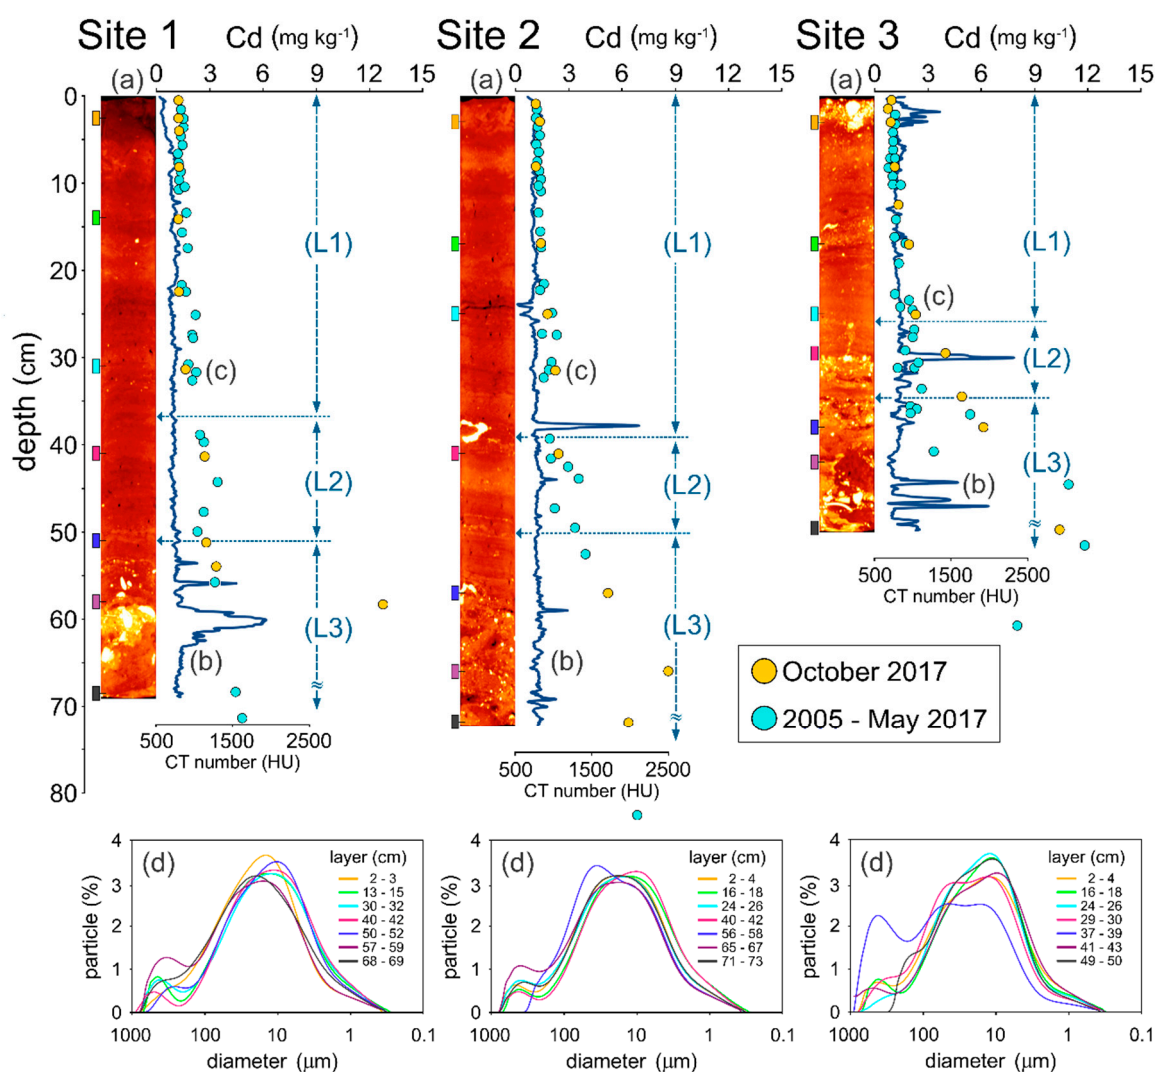 Site 1 Cd (mg kg-1)
Site 2 Cd (mg kg-1)
Site 3 Cd (mg kg-1)
(a) 0 3 6 9 12 15
(a) 0 3 6 9 12 15
(a) 0 4 8 9 12 15
0
10
20
30
40
50
60
70
80
depth (cm)
(L1)
(c)
(L2)
(L3)
(b)
≈
500 1500 2500
CT number (HU)
(L1)
(c)
(L2)
(L3)
(b)
≈
500 1500 2500
CT number (HU)
(L1)
(c)
(L2)
(L3)
(b)
≈
500 1500 2500
CT number (HU)
October 2017
2005 - May 2017
(d)
layer (cm)
2 - 3
13 - 15
30 - 32
40 - 42
50 - 52
57 - 59
68 - 69
4
3
2
1
0
particle (%)
1000 100 10 1 0.1
diameter (μm)
(d)
layer (cm)
2 - 4
16 - 18
24 - 26
40 - 42
56 - 58
65 - 67
71 - 73
4
3
2
1
0
particle (%)
1000 100 10 1 0.1
diameter (μm)
(d)
layer (cm)
2 - 4
16 - 18
24 - 26
29 - 30
37 - 39
41 - 43
49 - 50
4
3
2
1
0
particle (%)
1000 100 10 1 0.1
diameter (μm)